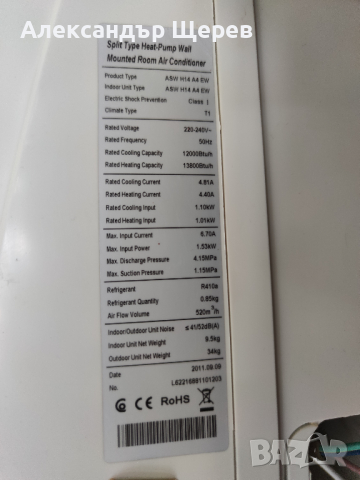 Александър Щерев
Split Type Heat-Pump Wall
Mounted Room Air Conditioner
Product Type ASW H14 A4 EW
Indoor Unit Type ASW H14 A4 EW
Electric Shock Prevention Class I
Climate Type T1
Rated Voltage 220-240V~
Rated Frequency 50Hz
Rated Cooling Capacity 12000Btu/h
Rated Heating Capacity 13800Btu/h
Rated Cooling Current 4.81A
Rated Heating Current 4.40A
Rated Cooling Input 1.10kW
Rated Heating Input 1.01kW
Max. Input Current 6.70A
Max. Input Power 1.53kW
Max. Discharge Pressure 4.15MPa
Max. Suction Pressure 1.15MPa
Refrigerant R410a
Refrigerant Quantity 0.85kg
Air Flow Volume 520m³/h
Indoor/Outdoor Unit Noise ≤41/52dB(A)
Indoor Unit Net Weight 9.5kg
Outdoor Unit Net Weight 34kg
Date 2011.09.09
No. L62216881101203
CE RoHS
BAZAR